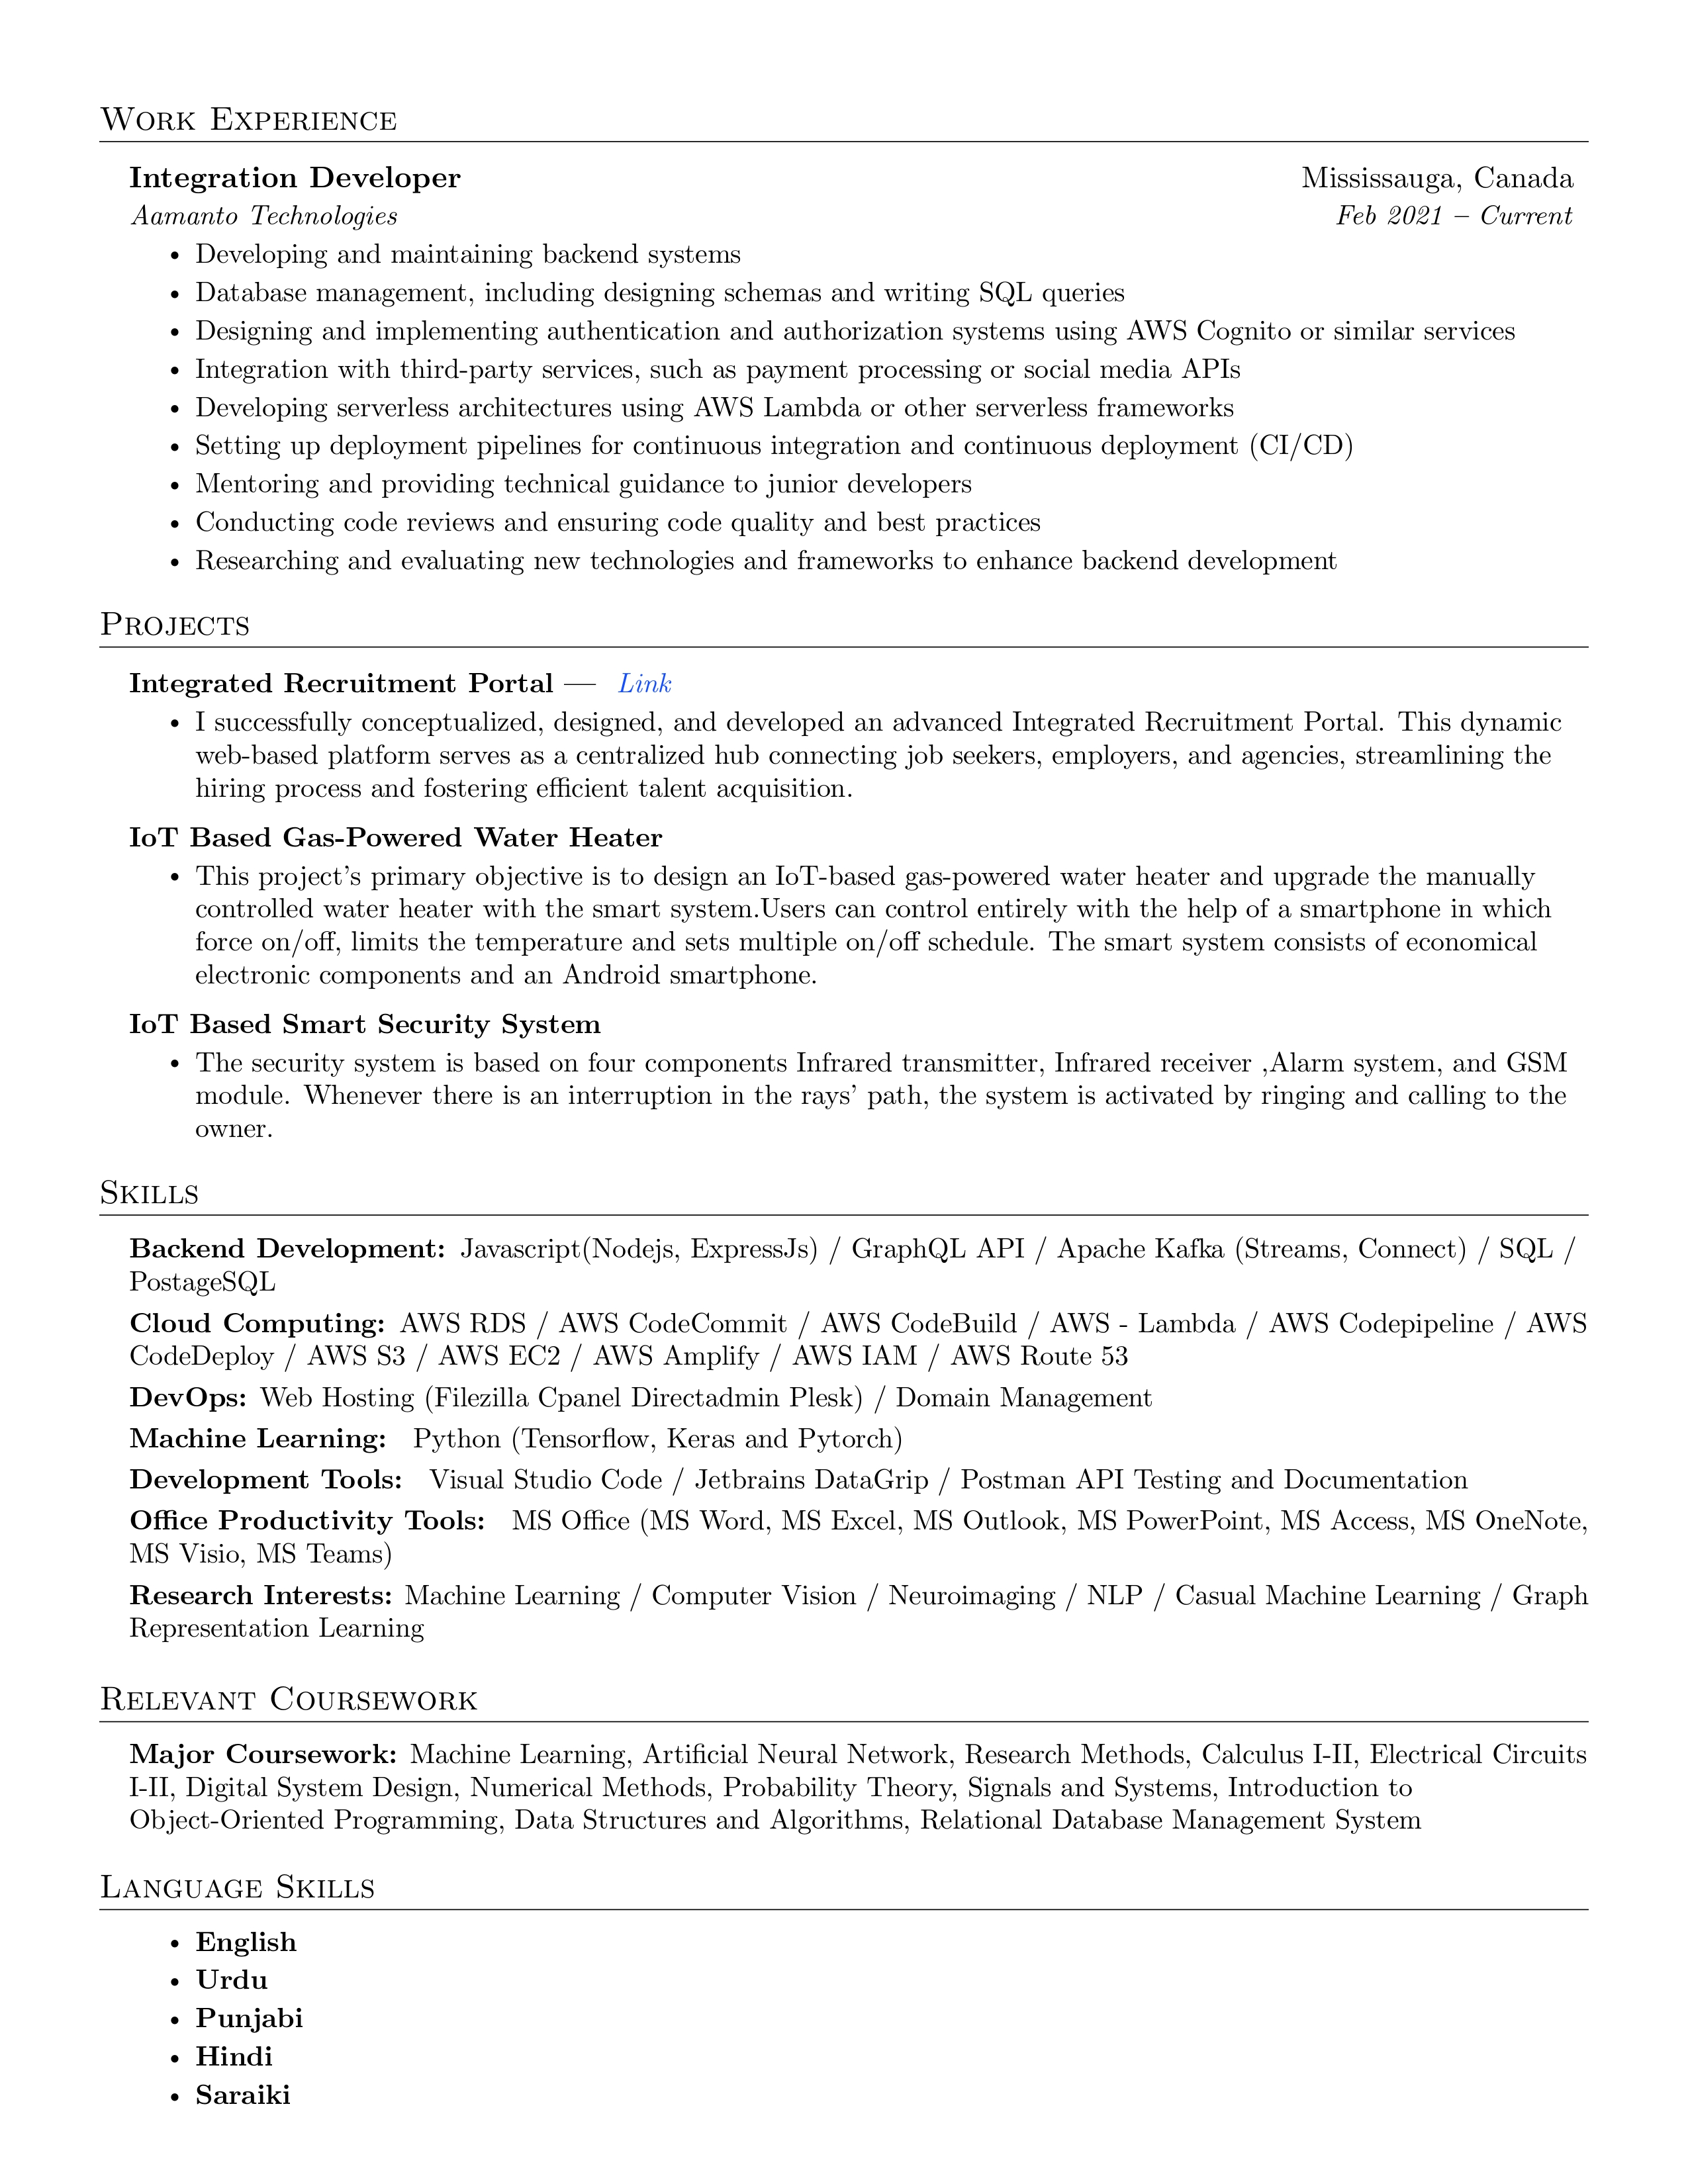 Work Experience
Integration Developer Mississauga, Canada
Aamanto Technologies Feb 2021 – Current
• Developing and maintaining backend systems
• Database management, including designing schemas and writing SQL queries
• Designing and implementing authentication and authorization systems using AWS Cognito or similar services
• Integration with third-party services, such as payment processing or social media APIs
• Developing serverless architectures using AWS Lambda or other serverless frameworks
• Setting up deployment pipelines for continuous integration and continuous deployment (CI/CD)
• Mentoring and providing technical guidance to junior developers
• Conducting code reviews and ensuring code quality and best practices
• Researching and evaluating new technologies and frameworks to enhance backend development
Projects
Integrated Recruitment Portal — Link
• I successfully conceptualized, designed, and developed an advanced Integrated Recruitment Portal. This dynamic
web-based platform serves as a centralized hub connecting job seekers, employers, and agencies, streamlining the
hiring process and fostering efficient talent acquisition.
IoT Based Gas-Powered Water Heater
• This project's primary objective is to design an IoT-based gas-powered water heater and upgrade the manually
controlled water heater with the smart system.Users can control entirely with the help of a smartphone in which
force on/off, limits the temperature and sets multiple on/off schedule. The smart system consists of economical
electronic components and an Android smartphone.
IoT Based Smart Security System
• The security system is based on four components Infrared transmitter, Infrared receiver ,Alarm system, and GSM
module. Whenever there is an interruption in the rays' path, the system is activated by ringing and calling to the
owner.
Skills
Backend Development: Javascript(Nodejs, ExpressJs) / GraphQL API / Apache Kafka (Streams, Connect) / SQL /
PostageSQL
Cloud Computing: AWS RDS / AWS CodeCommit / AWS CodeBuild / AWS - Lambda / AWS Codepipeline / AWS
CodeDeploy / AWS S3 / AWS EC2 / AWS Amplify / AWS IAM / AWS Route 53
DevOps: Web Hosting (Filezilla Cpanel Directadmin Plesk) / Domain Management
Machine Learning: Python (Tensorflow, Keras and Pytorch)
Development Tools: Visual Studio Code / Jetbrains DataGrip / Postman API Testing and Documentation
Office Productivity Tools: MS Office (MS Word, MS Excel, MS Outlook, MS PowerPoint, MS Access, MS OneNote,
MS Visio, MS Teams)
Research Interests: Machine Learning / Computer Vision / Neuroimaging / NLP / Casual Machine Learning / Graph
Representation Learning
Relevant Coursework
Major Coursework: Machine Learning, Artificial Neural Network, Research Methods, Calculus I-II, Electrical Circuits
I-II, Digital System Design, Numerical Methods, Probability Theory, Signals and Systems, Introduction to
Object-Oriented Programming, Data Structures and Algorithms, Relational Database Management System
Language Skills
• English
• Urdu
• Punjabi
• Hindi
• Saraiki